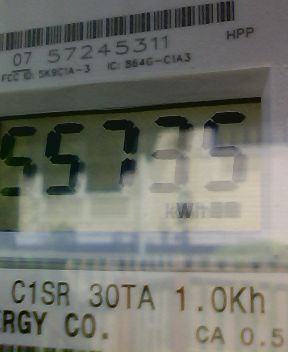 07 57245311
HPP
FCC ID: SK9C1A-3 IC: 864G-C1A3
55735
kWh
C1SR 30TA 1.0Kh
RGY CO.
CA 0.5